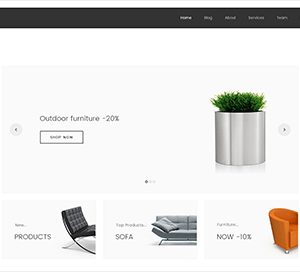 Home Blog About Services Team
Outdoor furniture -20%
SHOP NOW
New...
PRODUCTS
Top Products...
SOFA
Furniture...
NOW -10%